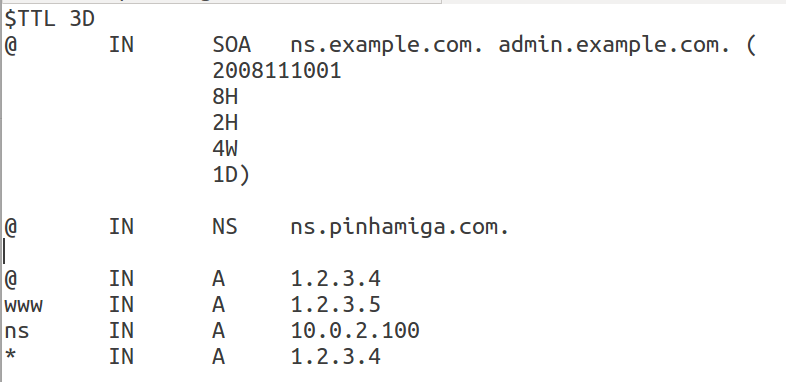 $TTL 3D
@ IN SOA ns.example.com. admin.example.com. (
2008111001
8H
2H
4W
1D)
@ IN NS ns.pinhamiga.com.
@ IN A 1.2.3.4
www IN A 1.2.3.5
ns IN A 10.0.2.100
* IN A 1.2.3.4